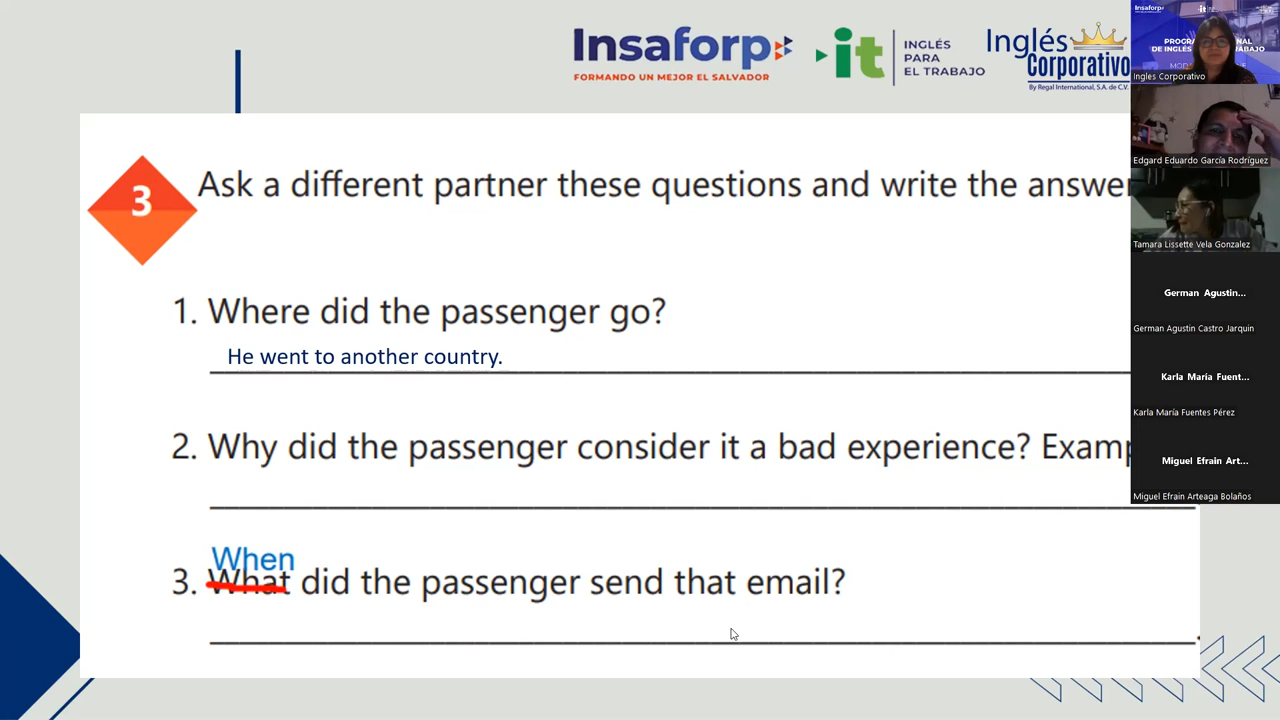 Insaforp
FORMANDO UN MEJOR EL SALVADOR
it
INGLÉS
PARA
EL TRABAJO
Inglés
Corporativo
By Regal International, S.A. de C.V.
3
Ask a different partner these questions and write the answer
1. Where did the passenger go?
He went to another country.
2. Why did the passenger consider it a bad experience? Examp
When
3. What did the passenger send that email?
Insaforp
it
Ingles Corporativo
Edgard Eduardo García Rodríguez
Tamara Lissette Vela Gonzalez
German Agustin...
German Agustin Castro Jarquin
Karla María Fuent...
Karla María Fuentes Pérez
Miguel Efrain Art...
Miguel Efrain Arteaga Bolaños